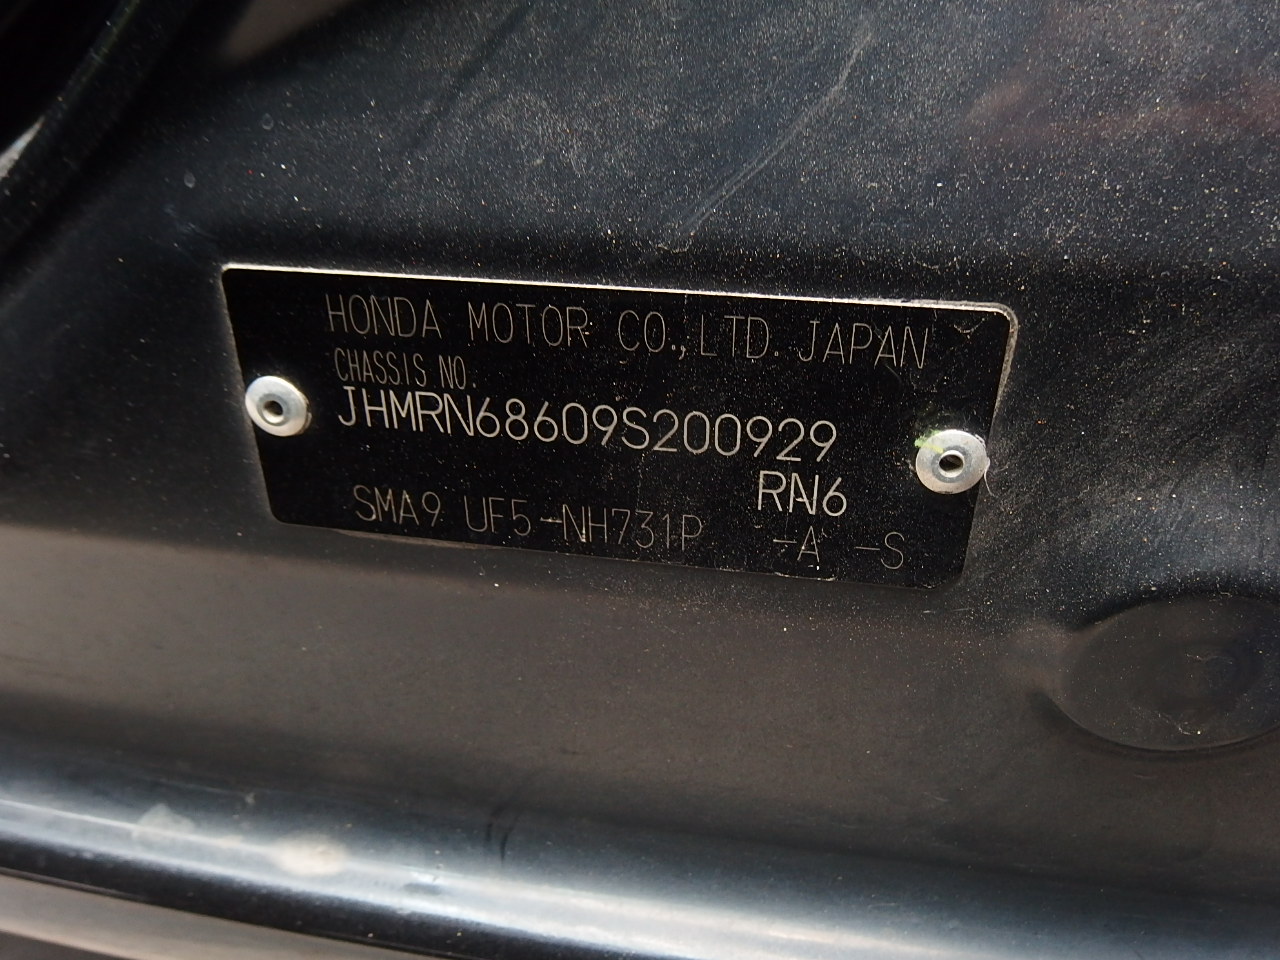 HONDA MOTOR CO.,LTD. JAPAN
CHASSIS NO.
JHMRN68609S200929
RN6
SMA9 UF5-NH731P -A -S